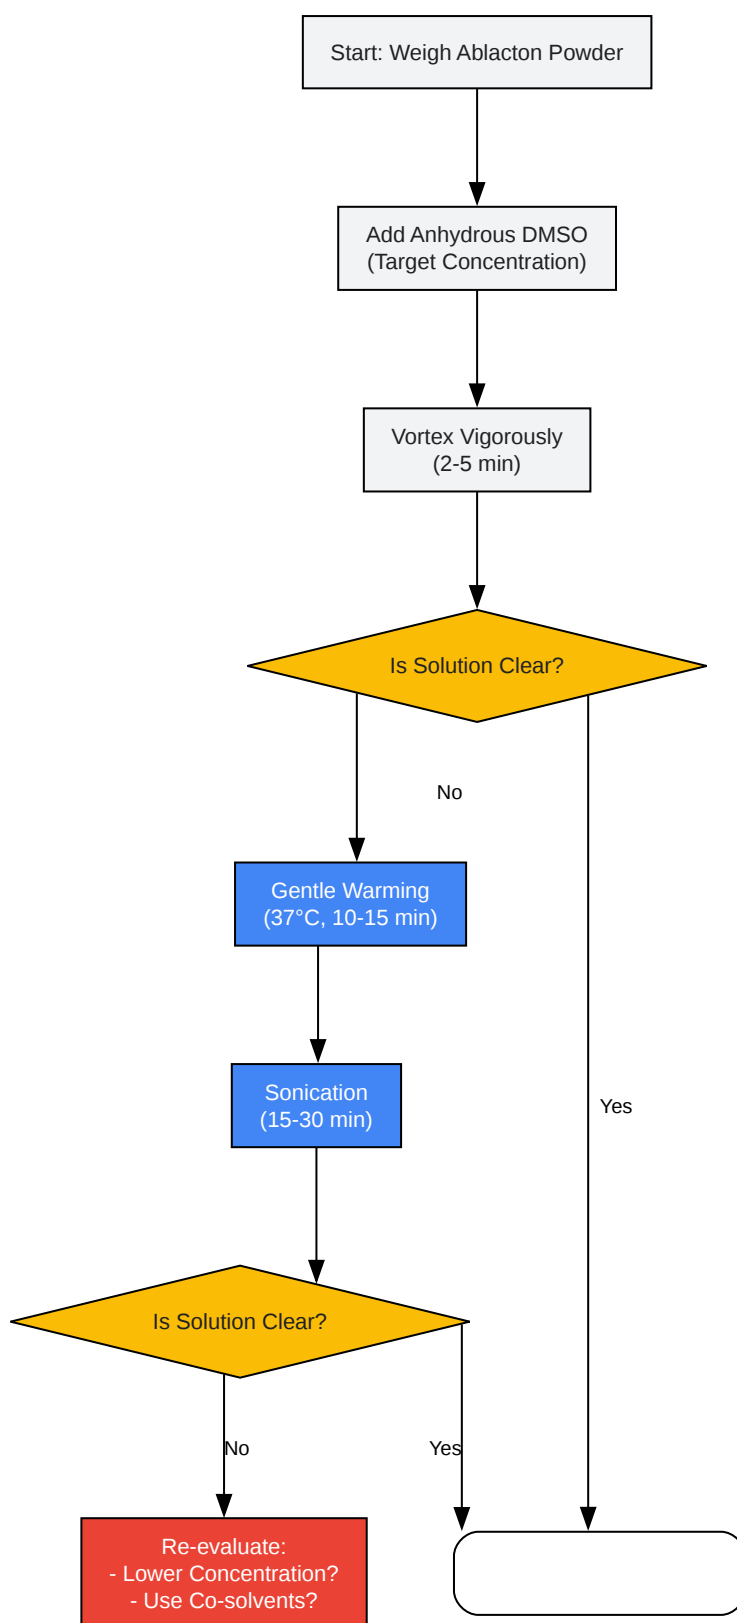 Start: Weigh Ablacton Powder
Add Anhydrous DMSO
(Target Concentration)
Vortex Vigorously
(2-5 min)
Is Solution Clear?
No
Gentle Warming
(37°C, 10-15 min)
Sonication
(15-30 min)
Yes
Is Solution Clear?
No
Yes
Re-evaluate:
- Lower Concentration?
- Use Co-solvents?